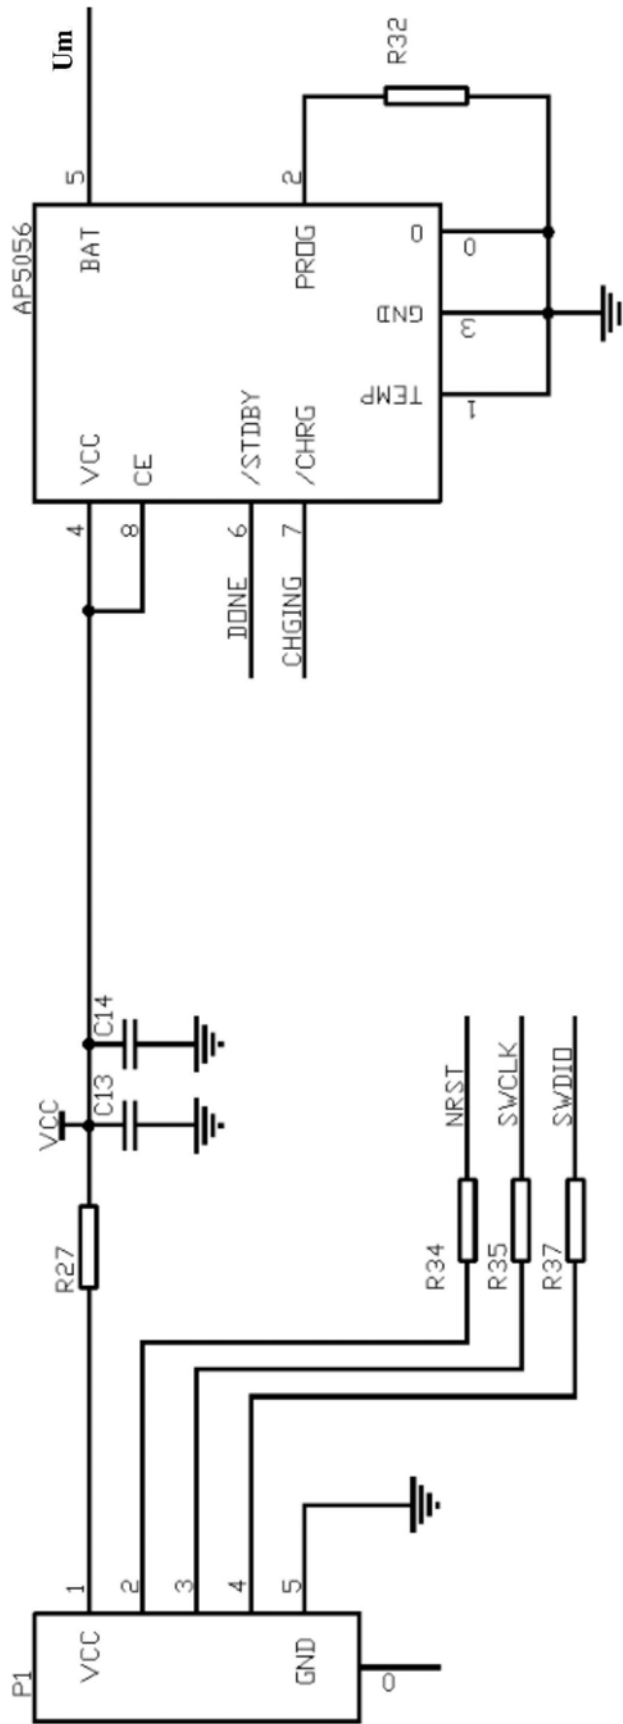 Um
R32
5
2
AP5056
BAT
PROG
0
0
GND
3
TEMP
1
VCC
CE
/STDBY
/CHRG
4
8
6
7
DONE
CHGING
C14
C13
VCC
NRST
SWCLK
SWDIO
R27
R34
R35
R37
1
2
3
4
5
P1
VCC
GND
0